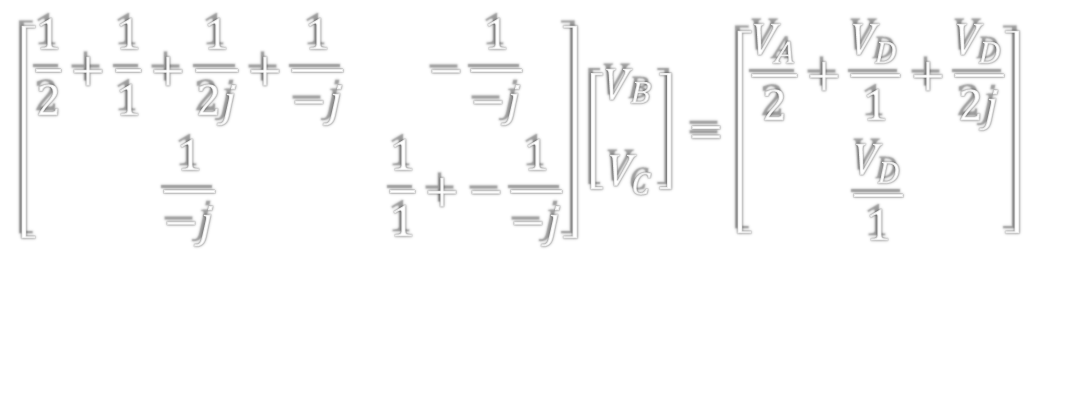 [1/2 + 1/1 + 1/2j + 1/−j    − 1/−j] [V_B] = [V_A/2 + V_D/1 + V_D/2j]
[1/−j    1/1 + − 1/−j] [V_C] [V_D/1]